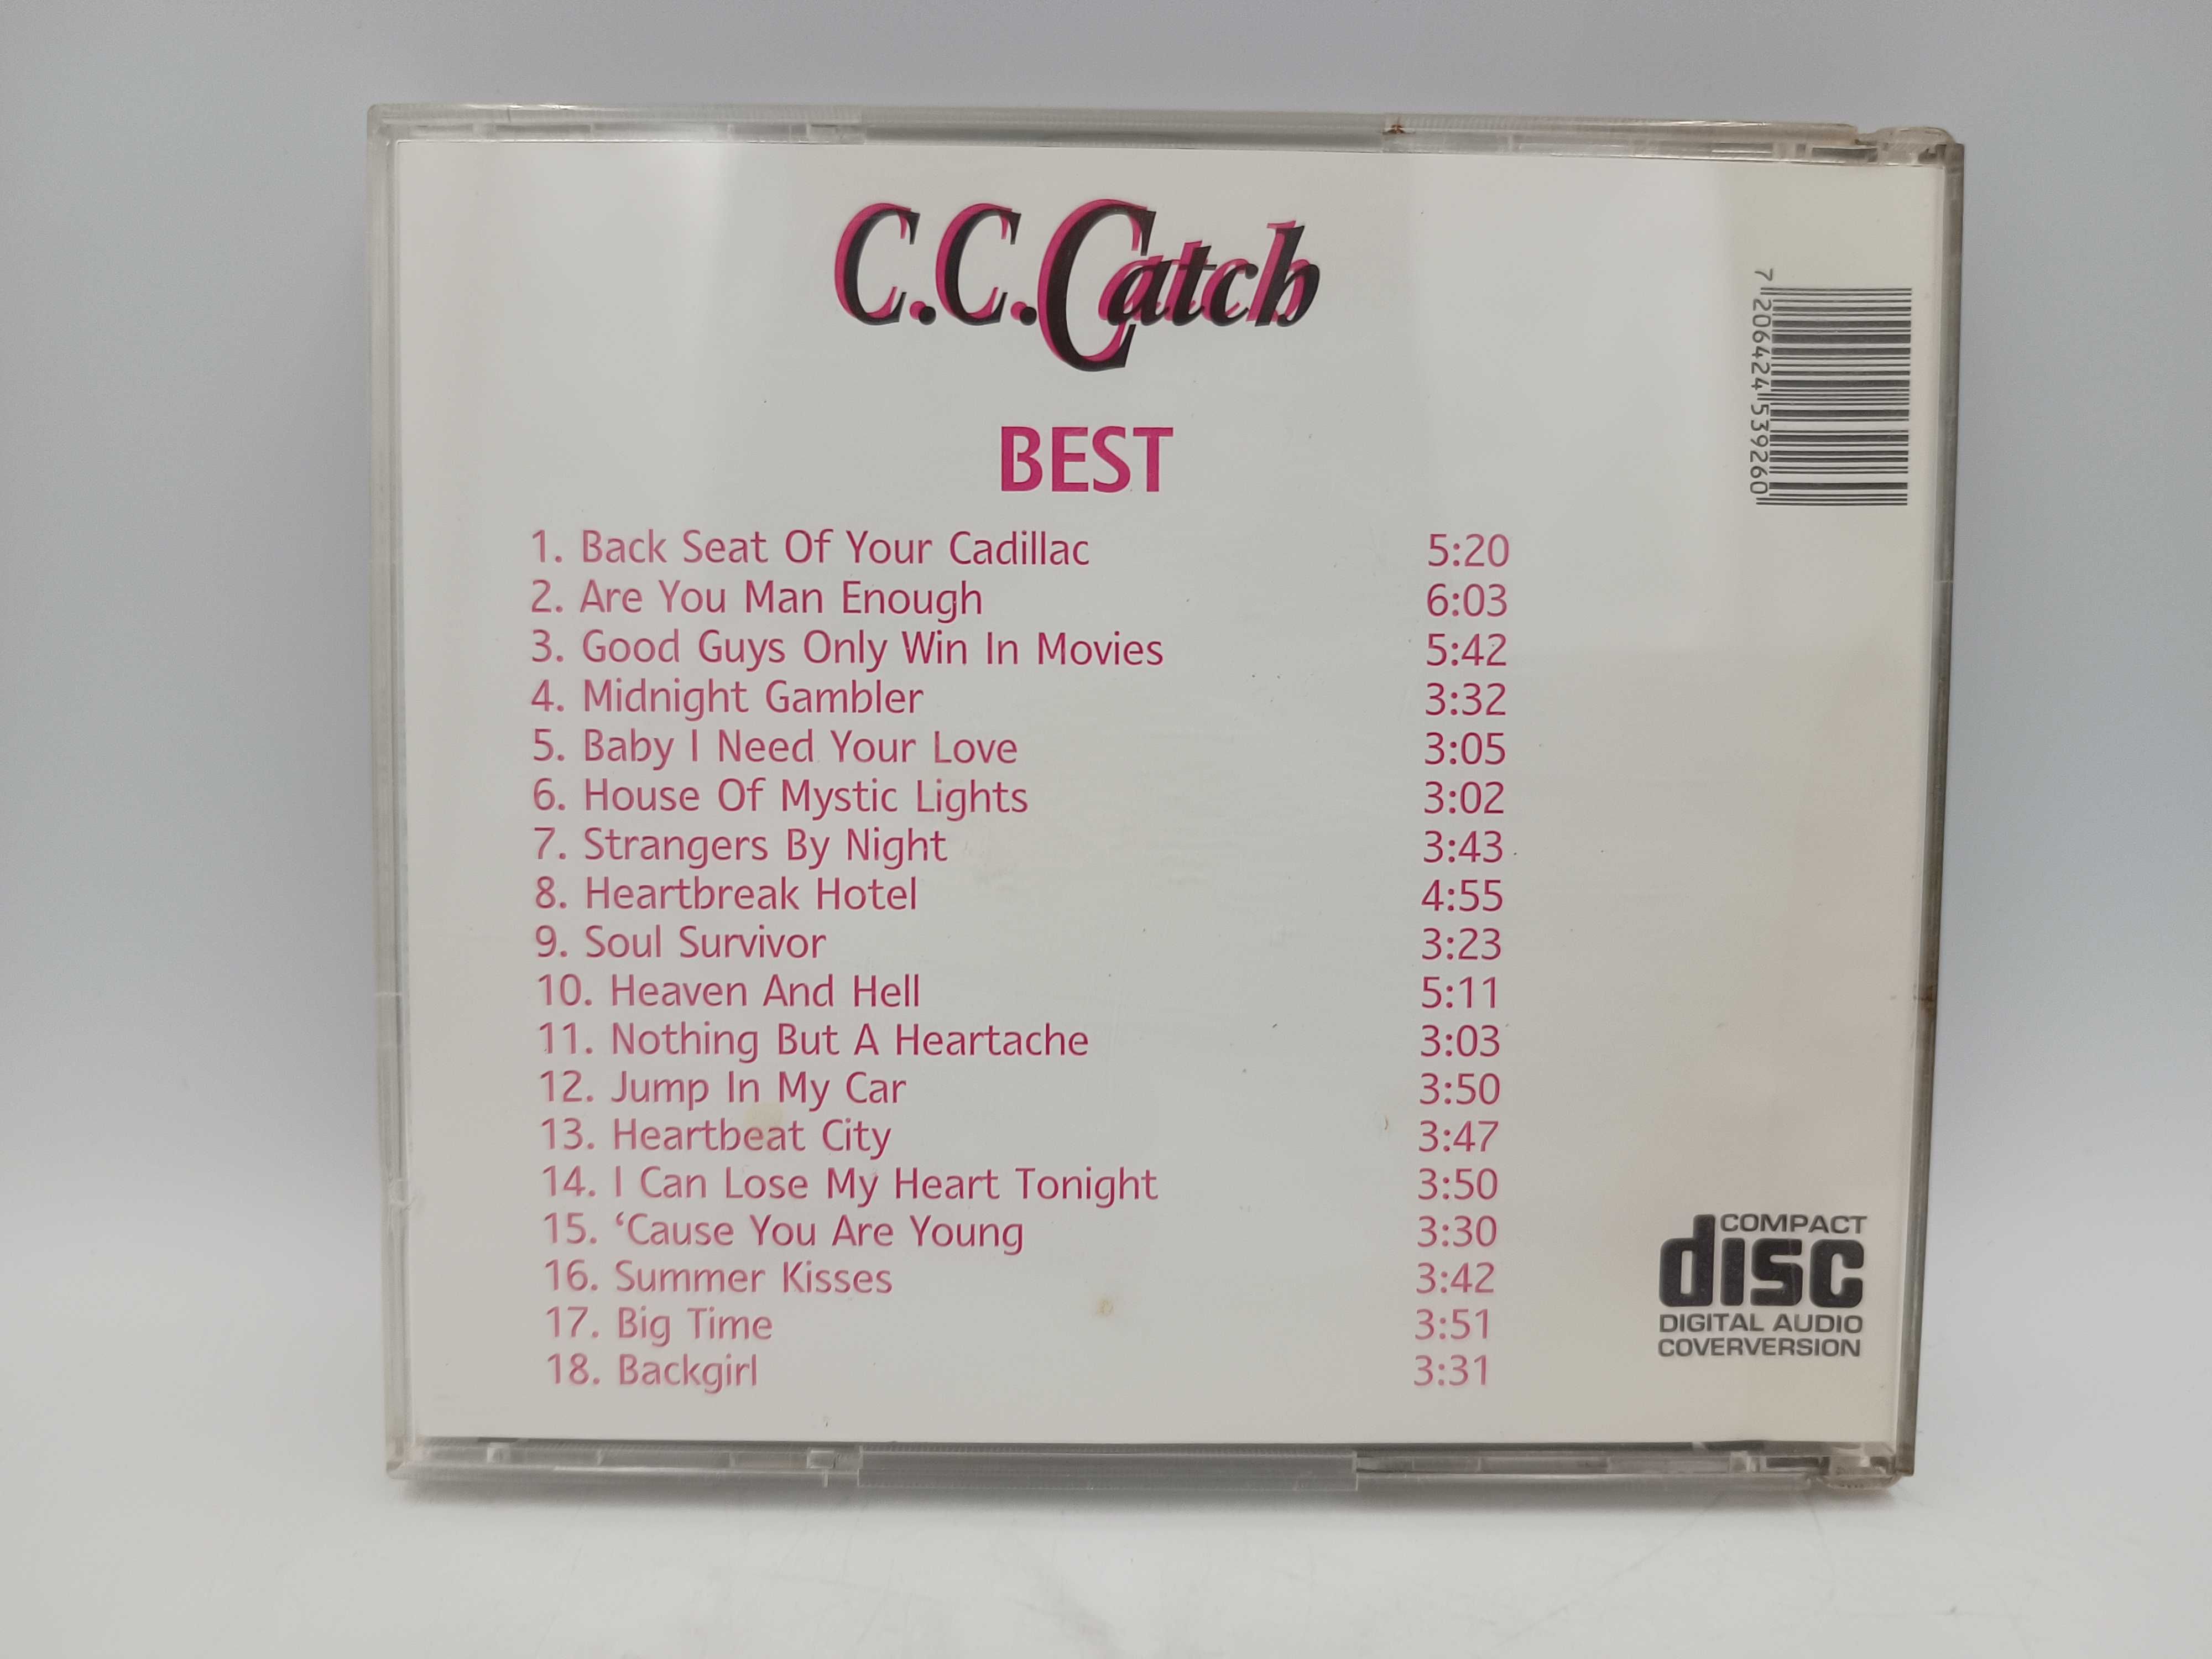 C.C.Catch
BEST
1. Back Seat Of Your Cadillac 5:20
2. Are You Man Enough 6:03
3. Good Guys Only Win In Movies 5:42
4. Midnight Gambler 3:32
5. Baby I Need Your Love 3:05
6. House Of Mystic Lights 3:02
7. Strangers By Night 3:43
8. Heartbreak Hotel 4:55
9. Soul Survivor 3:23
10. Heaven And Hell 5:11
11. Nothing But A Heartache 3:03
12. Jump In My Car 3:50
13. Heartbeat City 3:47
14. I Can Lose My Heart Tonight 3:50
15. ‘Cause You Are Young 3:30
16. Summer Kisses 3:42
17. Big Time 3:51
18. Backgirl 3:31
7 206424 539260
COMPACT
disc
DIGITAL AUDIO
COVERVERSION